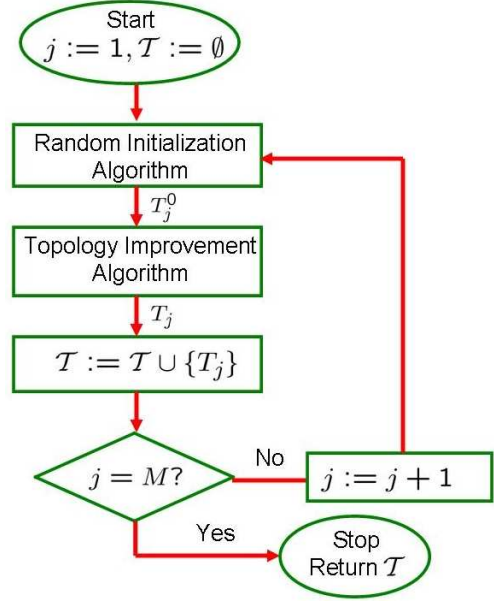 Start
j := 1, 𝒯 := ∅
Random Initialization
Algorithm
T_j^0
Topology Improvement
Algorithm
T_j
𝒯 := 𝒯 ∪ {T_j}
j = M?
No
j := j + 1
Yes
Stop
Return 𝒯